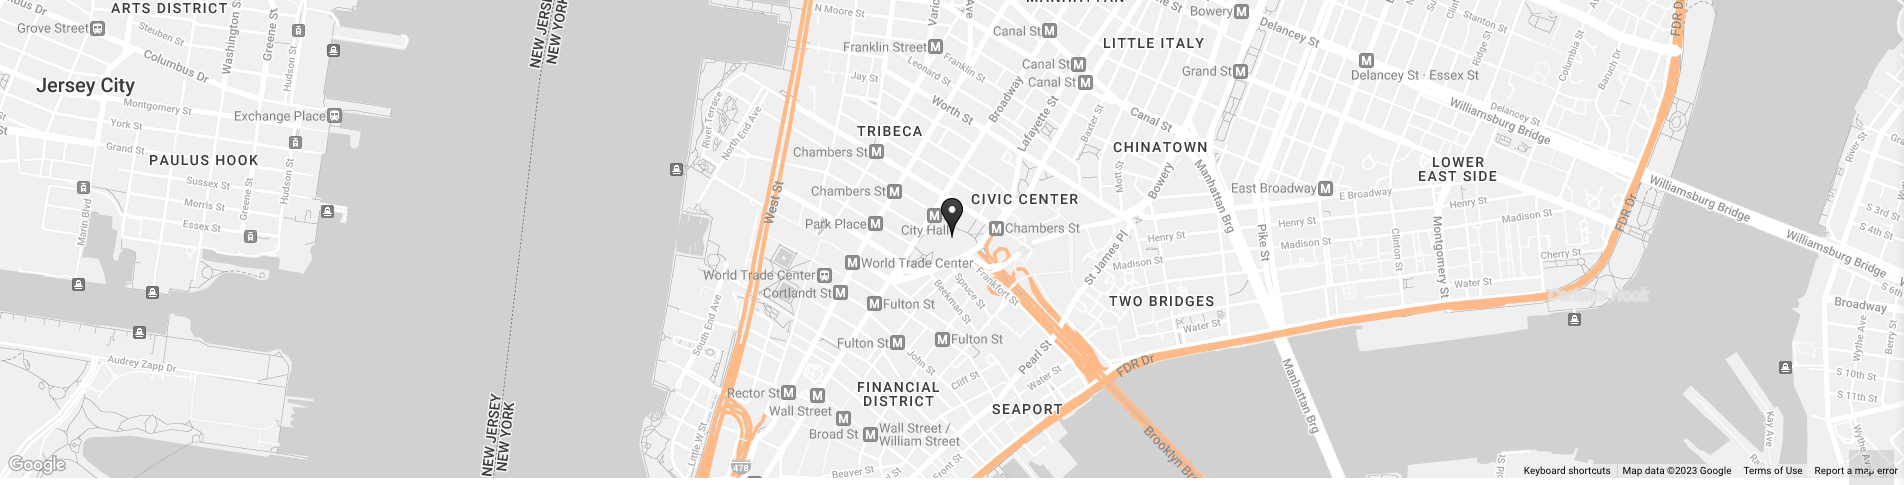 ARTS DISTRICT
Grove Street
Steuben St
Columbus Dr
Washington St
Greene St
Hudson St
Jersey City
Montgomery St
York St
Grand St
Exchange Place
PAULUS HOOK
Sussex St
Morris St
Essex St
Greene St
Hudson St
Marin Blvd
Audrey Zapp Dr
Google
NEW JERSEY
NEW YORK
NEW JERSEY
NEW YORK
N Moore St
Franklin Street
Jay St
Leonard St
Franklin St
Worth St
Broadway
Lafayette St
Canal St
Canal St
Canal St
Canal St
Baxter St
Mott St
Bowery
LITTLE ITALY
Bowery
Grand St
Delancey St
Delancey St · Essex St
Clinton St
Stanton St
Ridge St
Columbia St
Baruch Dr
Delancey St
FDR Dr
Williamsburg Bridge
TRIBECA
River Terrace
North End Ave
West St
Chambers St
Chambers St
Park Place
City Hall
CIVIC CENTER
Chambers St
CHINATOWN
Manhattan Brg
East Broadway
E Broadway
Henry St
Henry St
Madison St
Madison St
Madison St
Pike St
Montgomery St
Cherry St
Water St
LOWER
EAST SIDE
FDR Dr
Williamsburg Bridge
Williamsburg Bridge
River St
S 3rd St
S 4th St
Broadway
Wythe Ave
Berry St
S 10th St
S 11th St
Kay Ave
World Trade Center
World Trade Center
Cortlandt St
Fulton St
Spruce St
Beekman St
Frankfort St
St James Pl
TWO BRIDGES
Water St
Fulton St
Fulton St
John St
Cliff St
Pearl St
Water St
FDR Dr
South End Ave
Rector St
Wall Street
Broad St
Wall Street /
William Street
FINANCIAL
DISTRICT
SEAPORT
Little W St
478
Beaver St
Front St
Manhattan Brg
Keyboard shortcuts
Map data ©2023 Google
Terms of Use
Report a map error